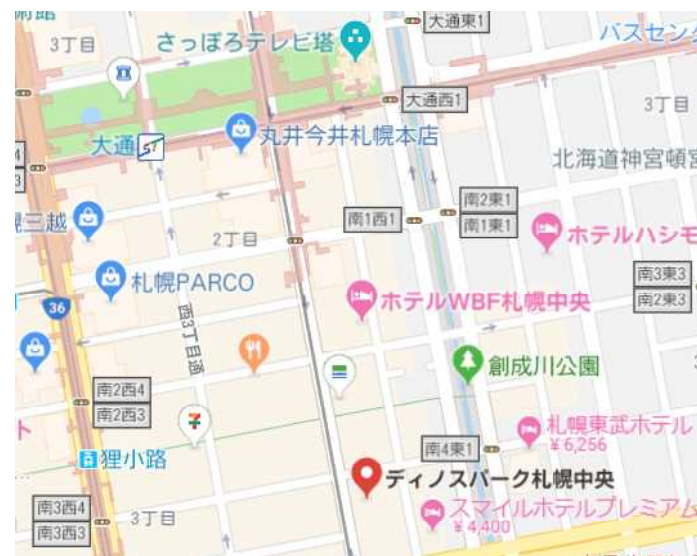 大通東1
3丁目
さっぽろテレビ塔
バスセンタ
大通西1
3丁目
丸井今井札幌本店
大通
北海道神宮頓宮
南2東1
南1東1
南1西1
2丁目
ホテルハシモ
三越
札幌PARCO
南3東3
南2東3
ホテルWBF札幌中央
36
西3丁目通
創成川公園
南2西4
南2西3
7
札幌東武ホテル
¥6,256
南4東1
狸小路
ディノスパーク札幌中央
スマイルホテルプレミアム
¥4,400
南3西4
南3西3
3丁目